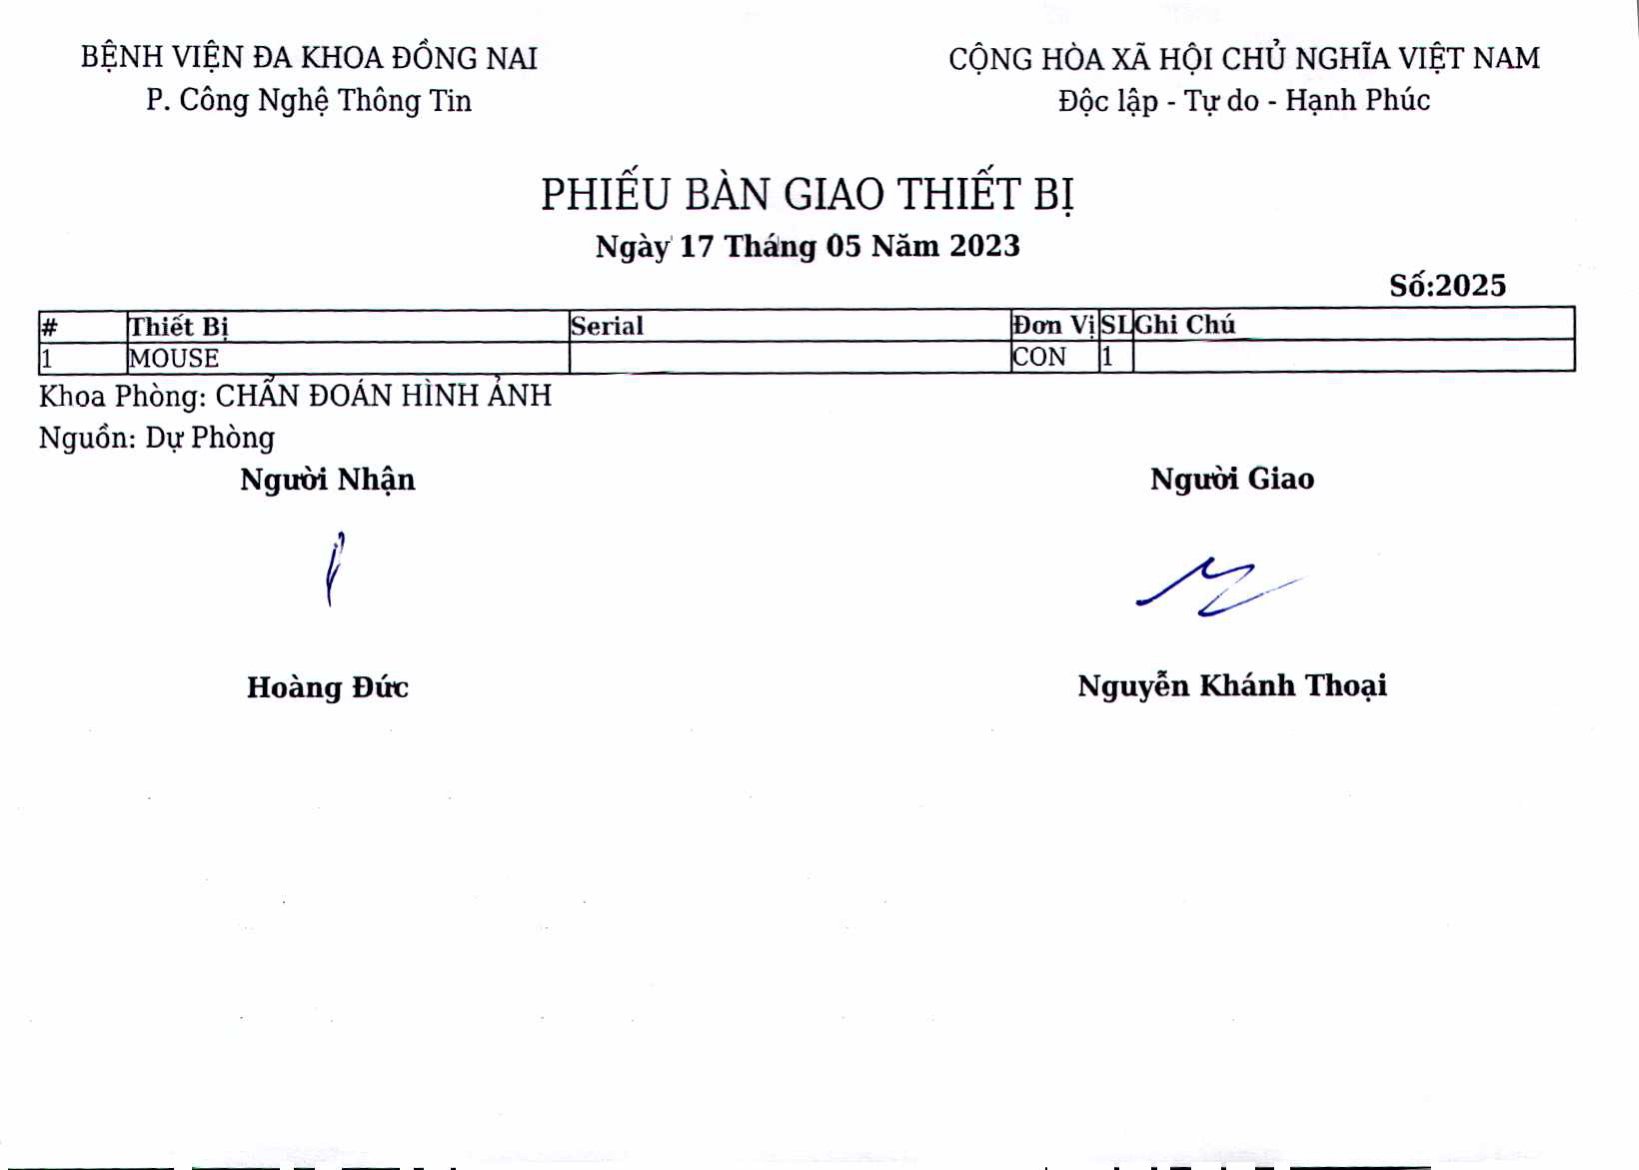 BỆNH VIỆN ĐA KHOA ĐỒNG NAI
P. Công Nghệ Thông Tin
CỘNG HÒA XÃ HỘI CHỦ NGHĨA VIỆT NAM
Độc lập - Tự do - Hạnh Phúc
PHIẾU BÀN GIAO THIẾT BỊ
Ngày 17 Tháng 05 Năm 2023
Số:2025
# Thiết Bị Serial Đơn Vị SL Ghi Chú
1 MOUSE CON 1
Khoa Phòng: CHẨN ĐOÁN HÌNH ẢNH
Nguồn: Dự Phòng
Người Nhận Người Giao
Hoàng Đức Nguyễn Khánh Thoại